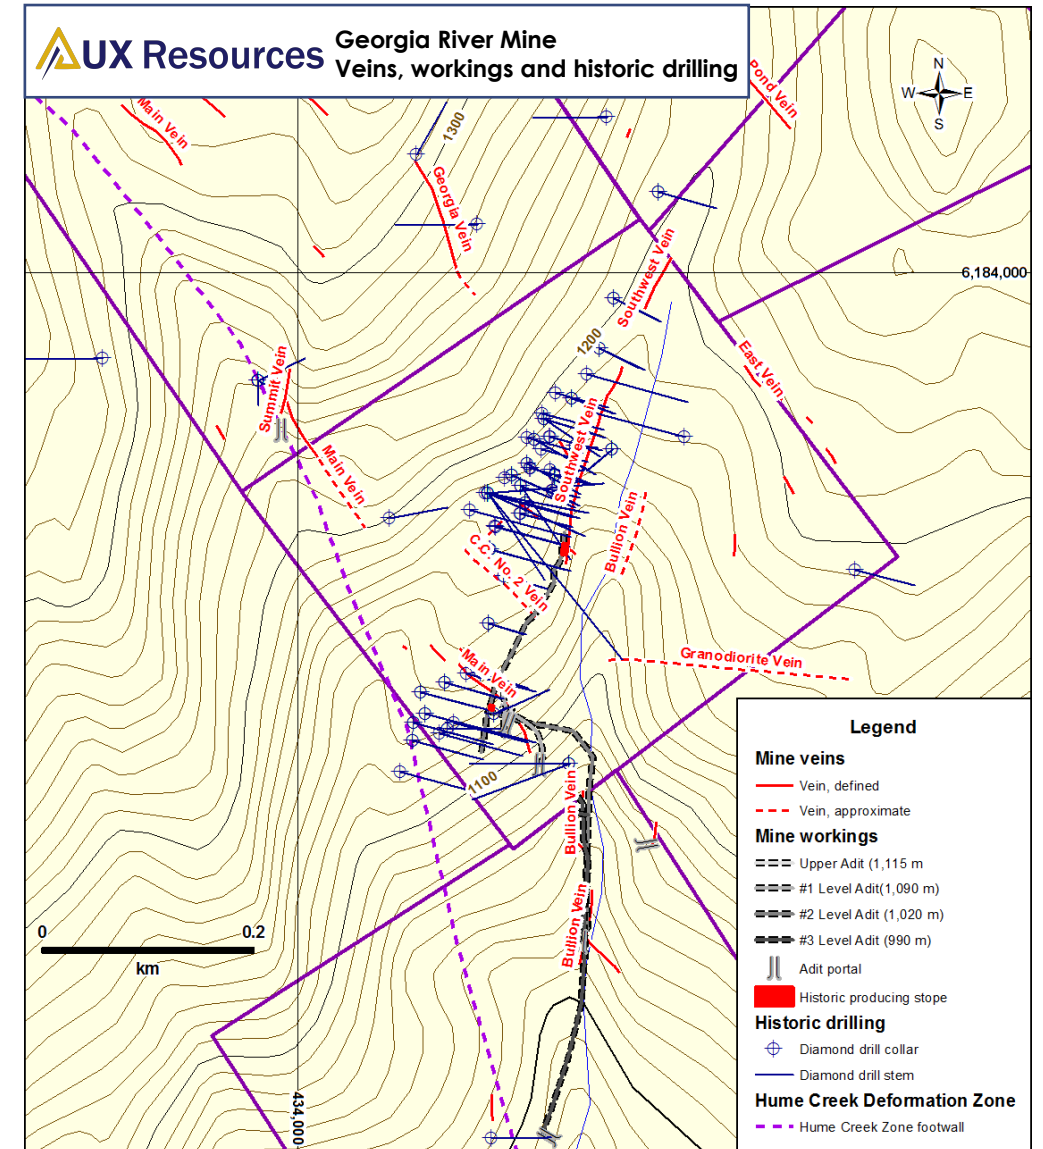 AUX Resources
Georgia River Mine
Veins, workings and historic drilling
N
W
E
S
Pond Vein
Main Vein
1300
Georgia Vein
Southwest Vein
6,184,000
1200
East Vein
Summit Vein
Southwest Vein
Main Vein
Bullion Vein
C.C. No. 2 Vein
Granodiorite Vein
Main Vein
1100
Bullion Vein
Bullion Vein
0
0.2
km
434,000
Legend
Mine veins
Vein, defined
Vein, approximate
Mine workings
Upper Adit (1,115 m
#1 Level Adit(1,090 m)
#2 Level Adit (1,020 m)
#3 Level Adit (990 m)
Adit portal
Historic producing stope
Historic drilling
Diamond drill collar
Diamond drill stem
Hume Creek Deformation Zone
Hume Creek Zone footwall